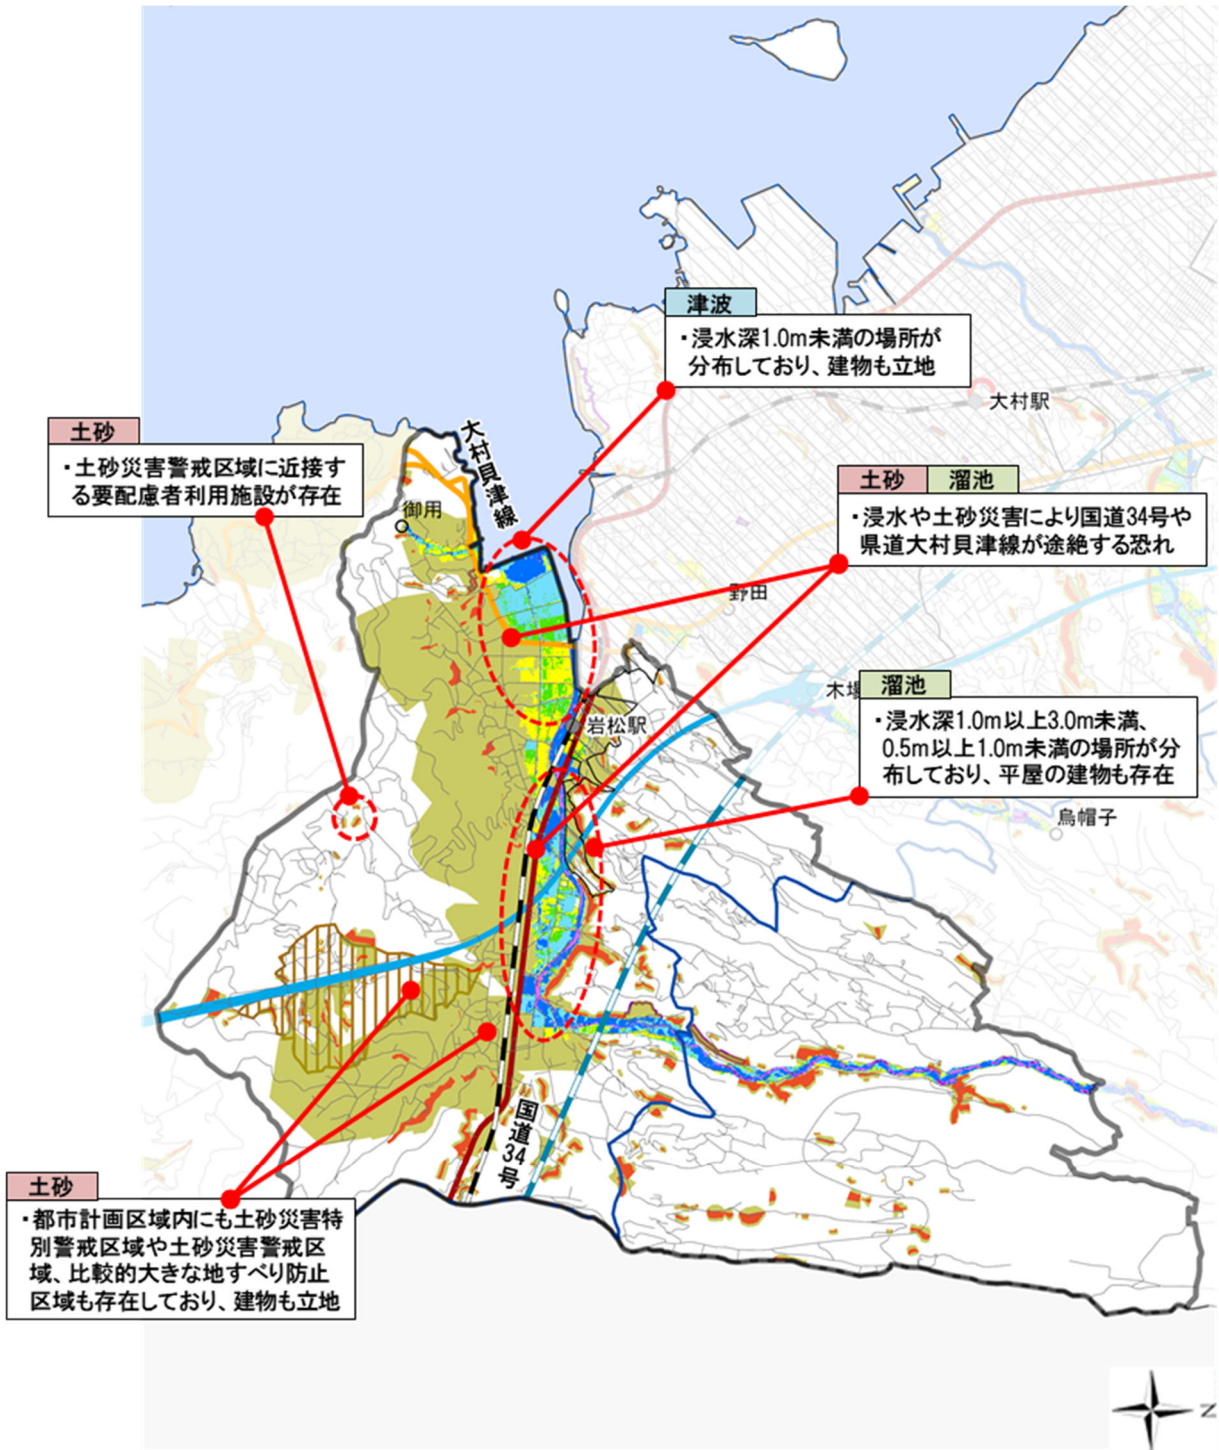 津波
・浸水深1.0m未満の場所が
分布しており、建物も立地
大村駅
土砂
・土砂災害警戒区域に近接す
る要配慮者利用施設が存在
大村貝津線
御用
土砂
溜池
・浸水や土砂災害により国道34号や
県道大村貝津線が途絶する恐れ
野田
溜池
・浸水深1.0m以上3.0m未満、
0.5m以上1.0m未満の場所が分
布しており、平屋の建物も存在
岩松駅
烏帽子
国道34号
土砂
・都市計画区域内にも土砂災害特
別警戒区域や土砂災害警戒区
域、比較的大きな地すべり防止
区域も存在しており、建物も立地
N